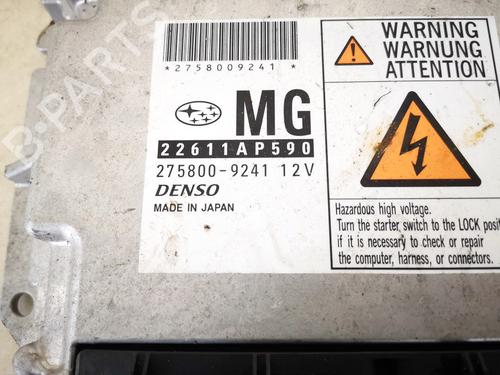 *2758009241*
MG
22611AP590
275800-9241 12V
DENSO
MADE IN JAPAN
WARNING
WARNUNG
ATTENTION
Hazardous high voltage.
Turn the starter switch to the LOCK posit
if it is necessary to check or repair
the computer, harness, or connectors.
B-PARTS